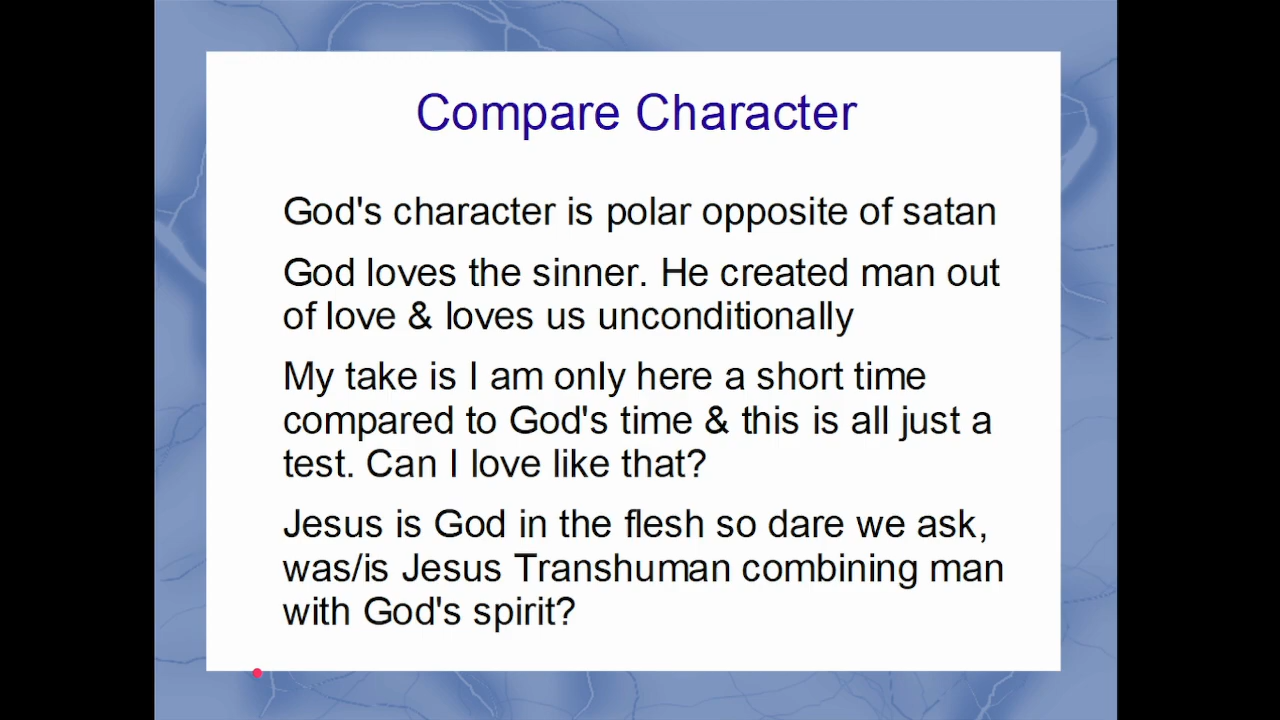 Compare Character
God's character is polar opposite of satan
God loves the sinner. He created man out
of love & loves us unconditionally
My take is I am only here a short time
compared to God's time & this is all just a
test. Can I love like that?
Jesus is God in the flesh so dare we ask,
was/is Jesus Transhuman combining man
with God's spirit?